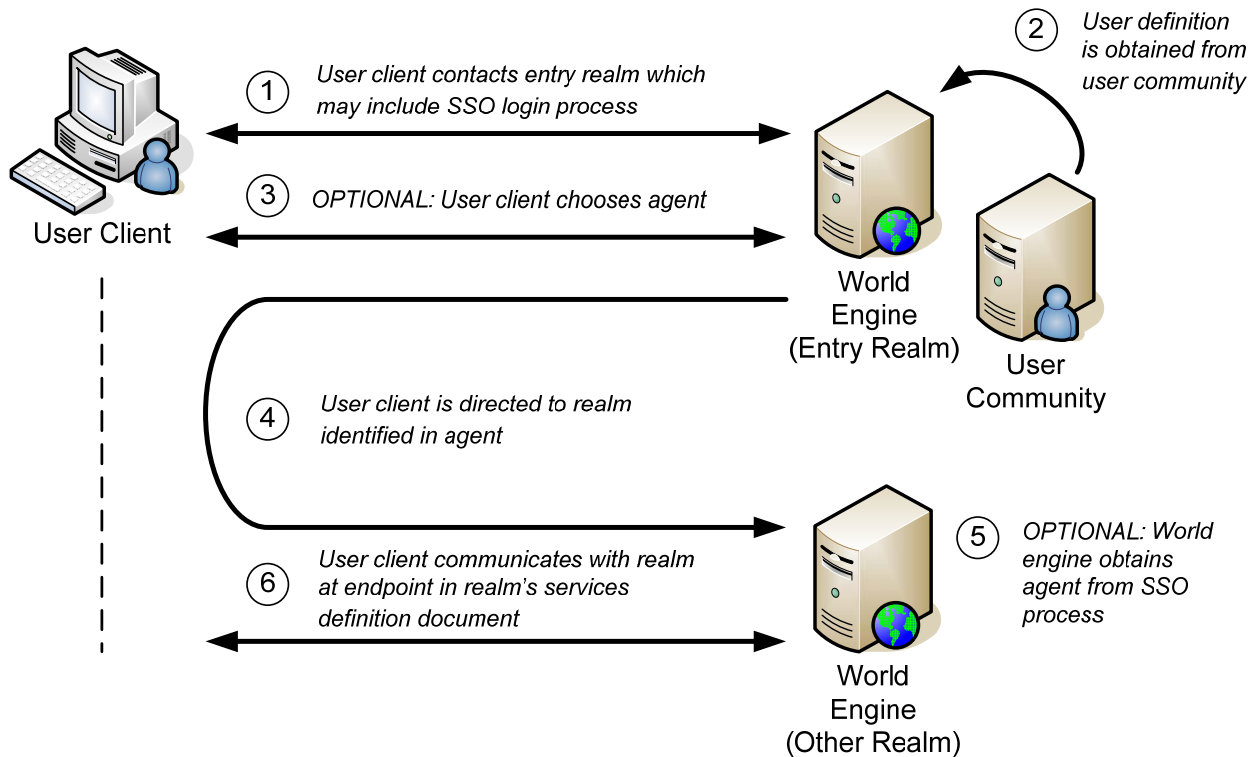 2
User definition
is obtained from
user community
1
User client contacts entry realm which
may include SSO login process
3
OPTIONAL: User client chooses agent
User Client
World
Engine
(Entry Realm)
User
Community
4
User client is directed to realm
identified in agent
5
OPTIONAL: World
engine obtains
agent from SSO
process
6
User client communicates with realm
at endpoint in realm’s services
definition document
World
Engine
(Other Realm)